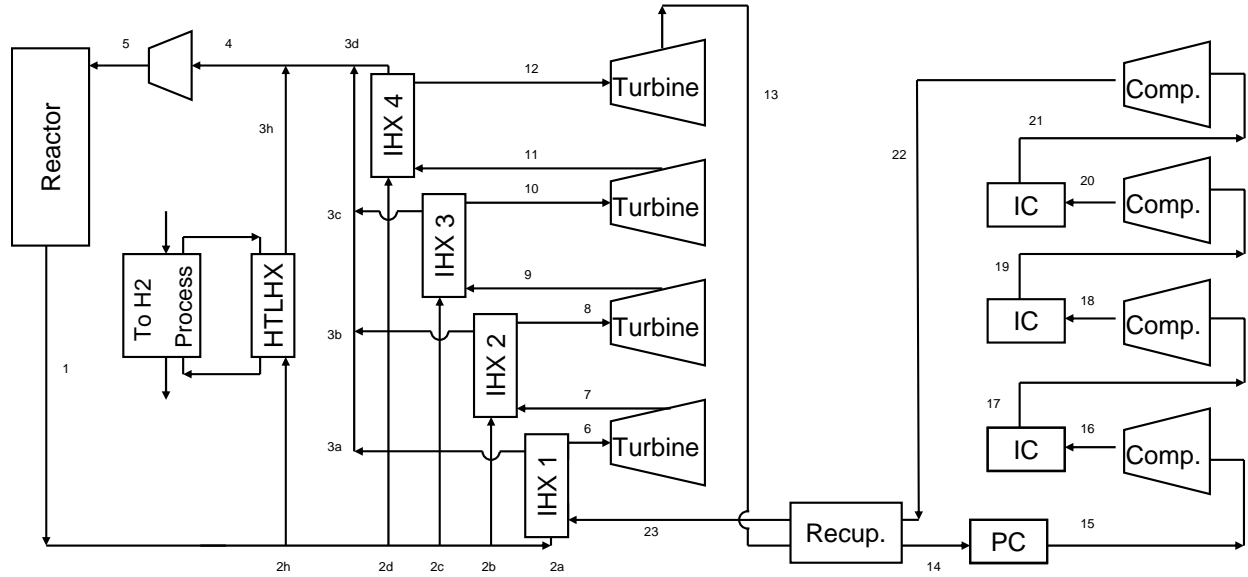 5
4
3d
12
13
Turbine
Comp.
Reactor
3h
IHX 4
11
22
21
10
20
Turbine
IC
Comp.
3c
IHX 3
9
19
To H2
Process
HTLHX
8
18
Turbine
IC
Comp.
3b
IHX 2
1
7
17
6
16
Turbine
IC
Comp.
3a
IHX 1
23
Recup.
PC
15
14
2h
2d
2c
2b
2a